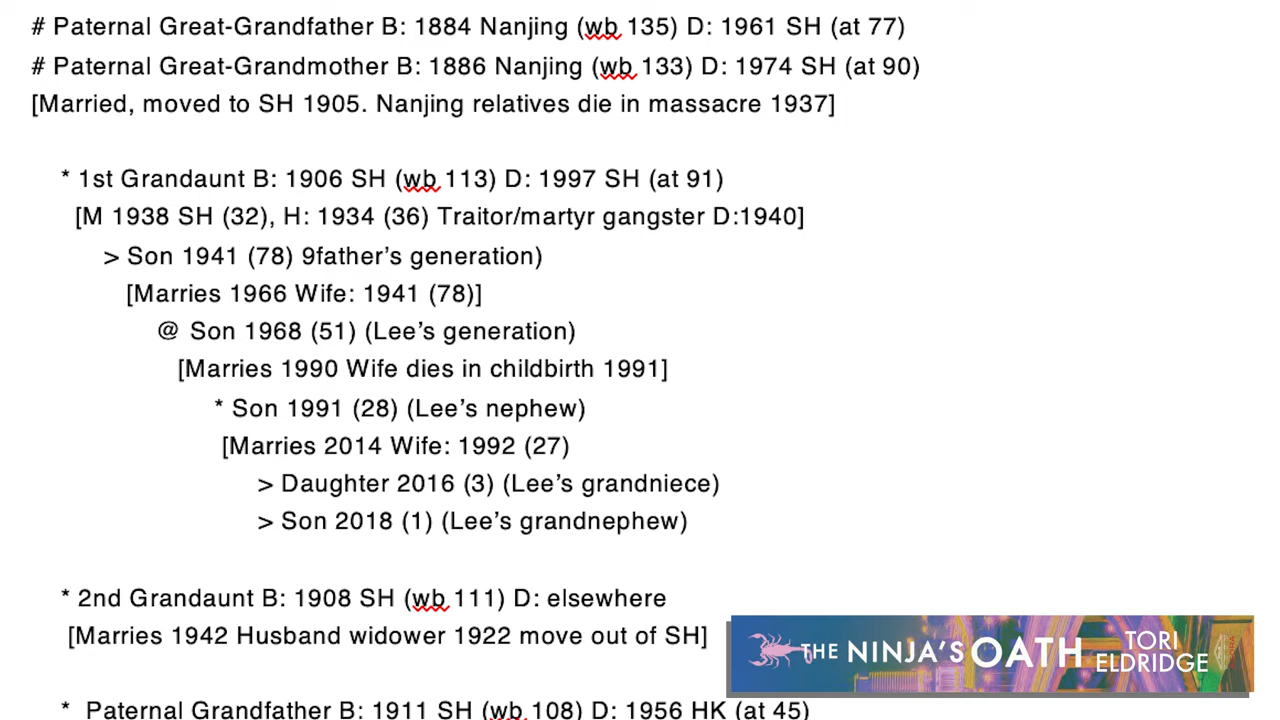 # Paternal Great-Grandfather B: 1884 Nanjing (wb 135) D: 1961 SH (at 77)
# Paternal Great-Grandmother B: 1886 Nanjing (wb 133) D: 1974 SH (at 90)
[Married, moved to SH 1905. Nanjing relatives die in massacre 1937]
* 1st Grandaunt B: 1906 SH (wb 113) D: 1997 SH (at 91)
[M 1938 SH (32), H: 1934 (36) Traitor/martyr gangster D:1940]
> Son 1941 (78) 9father’s generation)
[Marries 1966 Wife: 1941 (78)]
@ Son 1968 (51) (Lee’s generation)
[Marries 1990 Wife dies in childbirth 1991]
* Son 1991 (28) (Lee’s nephew)
[Marries 2014 Wife: 1992 (27)
> Daughter 2016 (3) (Lee’s grandniece)
> Son 2018 (1) (Lee’s grandnephew)
* 2nd Grandaunt B: 1908 SH (wb 111) D: elsewhere
[Marries 1942 Husband widower 1922 move out of SH]
THE NINJA’S OATH TORI ELDRIDGE
* Paternal Grandfather B: 1911 SH (wb 108) D: 1956 HK (at 45)